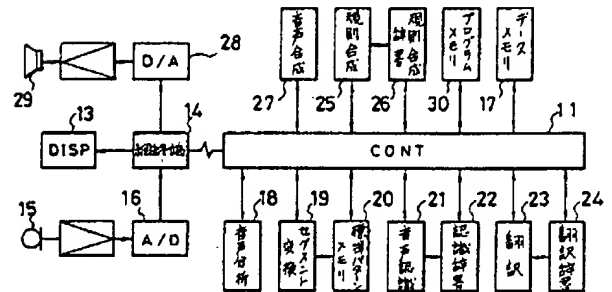 D/A
28
29
13
14
DISP
細端端
16
15
A/D
音声合成
27
規則合成
25
規則合成辞書
26
プログラムメモリ
30
データメモリ
17
11
CONT
18
音声分析
19
セグメント変換
20
標準パターンメモリ
21
音声認識
22
認識辞書
23
翻訳
24
翻訳辞書